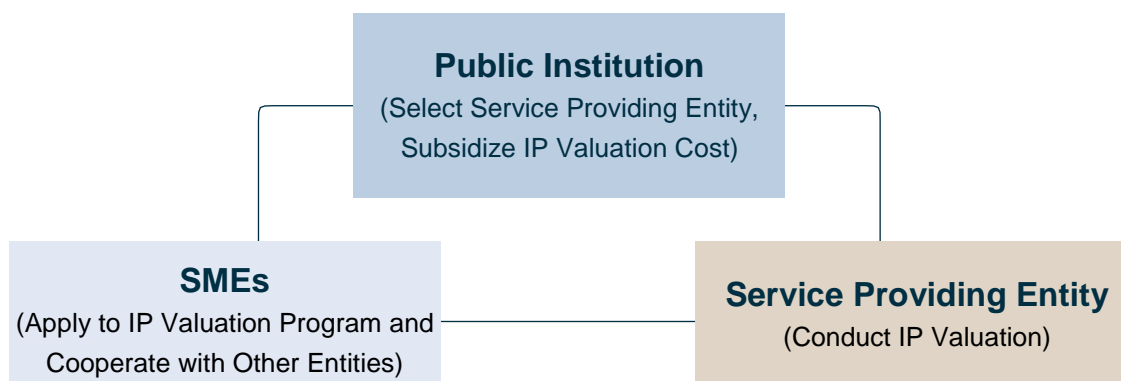 Public Institution
(Select Service Providing Entity,
Subsidize IP Valuation Cost)
SMEs
(Apply to IP Valuation Program and
Cooperate with Other Entities)
Service Providing Entity
(Conduct IP Valuation)